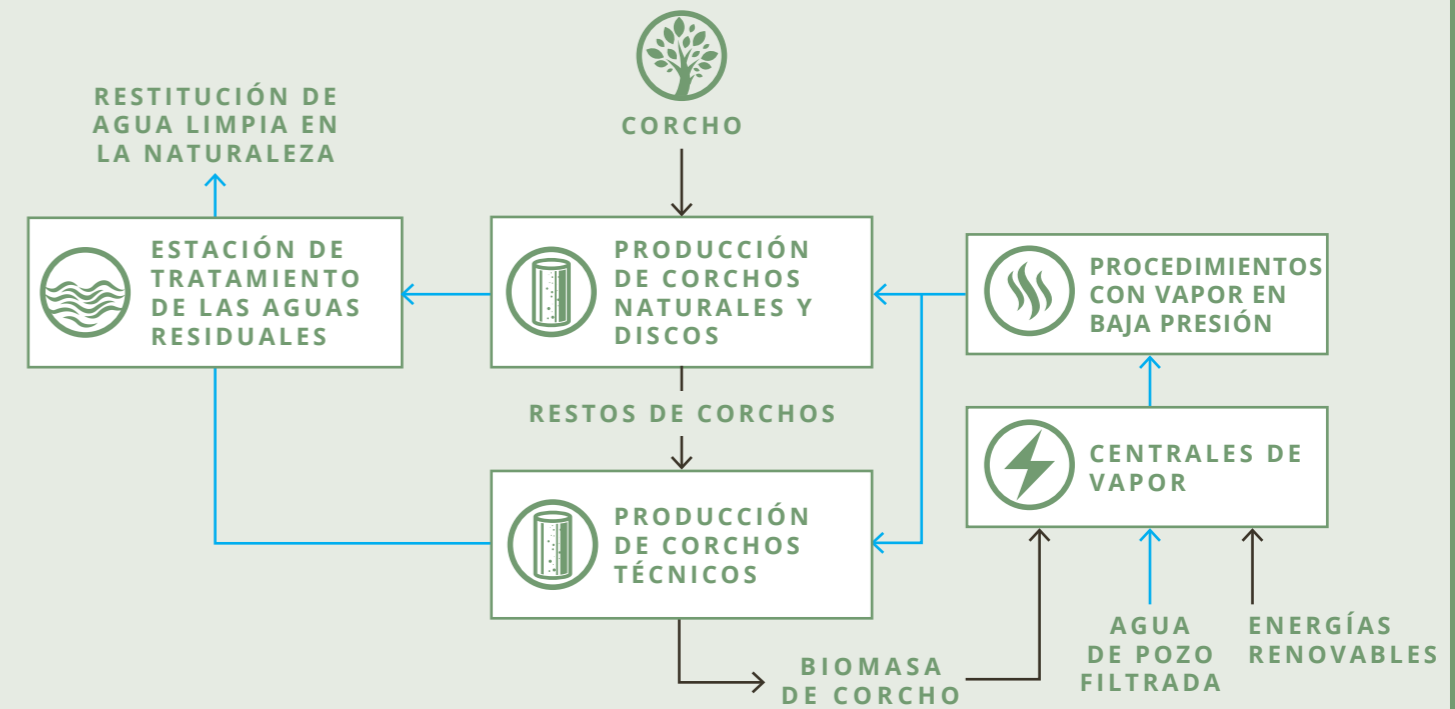 CORCHO
RESTITUCIÓN DE
AGUA LIMPIA EN
LA NATURALEZA
ESTACIÓN DE
TRATAMIENTO
DE LAS AGUAS
RESIDUALES
PRODUCCIÓN
DE CORCHOS
NATURALES Y
DISCOS
PROCEDIMIENTOS
CON VAPOR EN
BAJA PRESIÓN
RESTOS DE CORCHOS
CENTRALES DE
VAPOR
PRODUCCIÓN
DE CORCHOS
TÉCNICOS
BIOMASA
DE CORCHO
AGUA
DE POZO
FILTRADA
ENERGÍAS
RENOVABLES